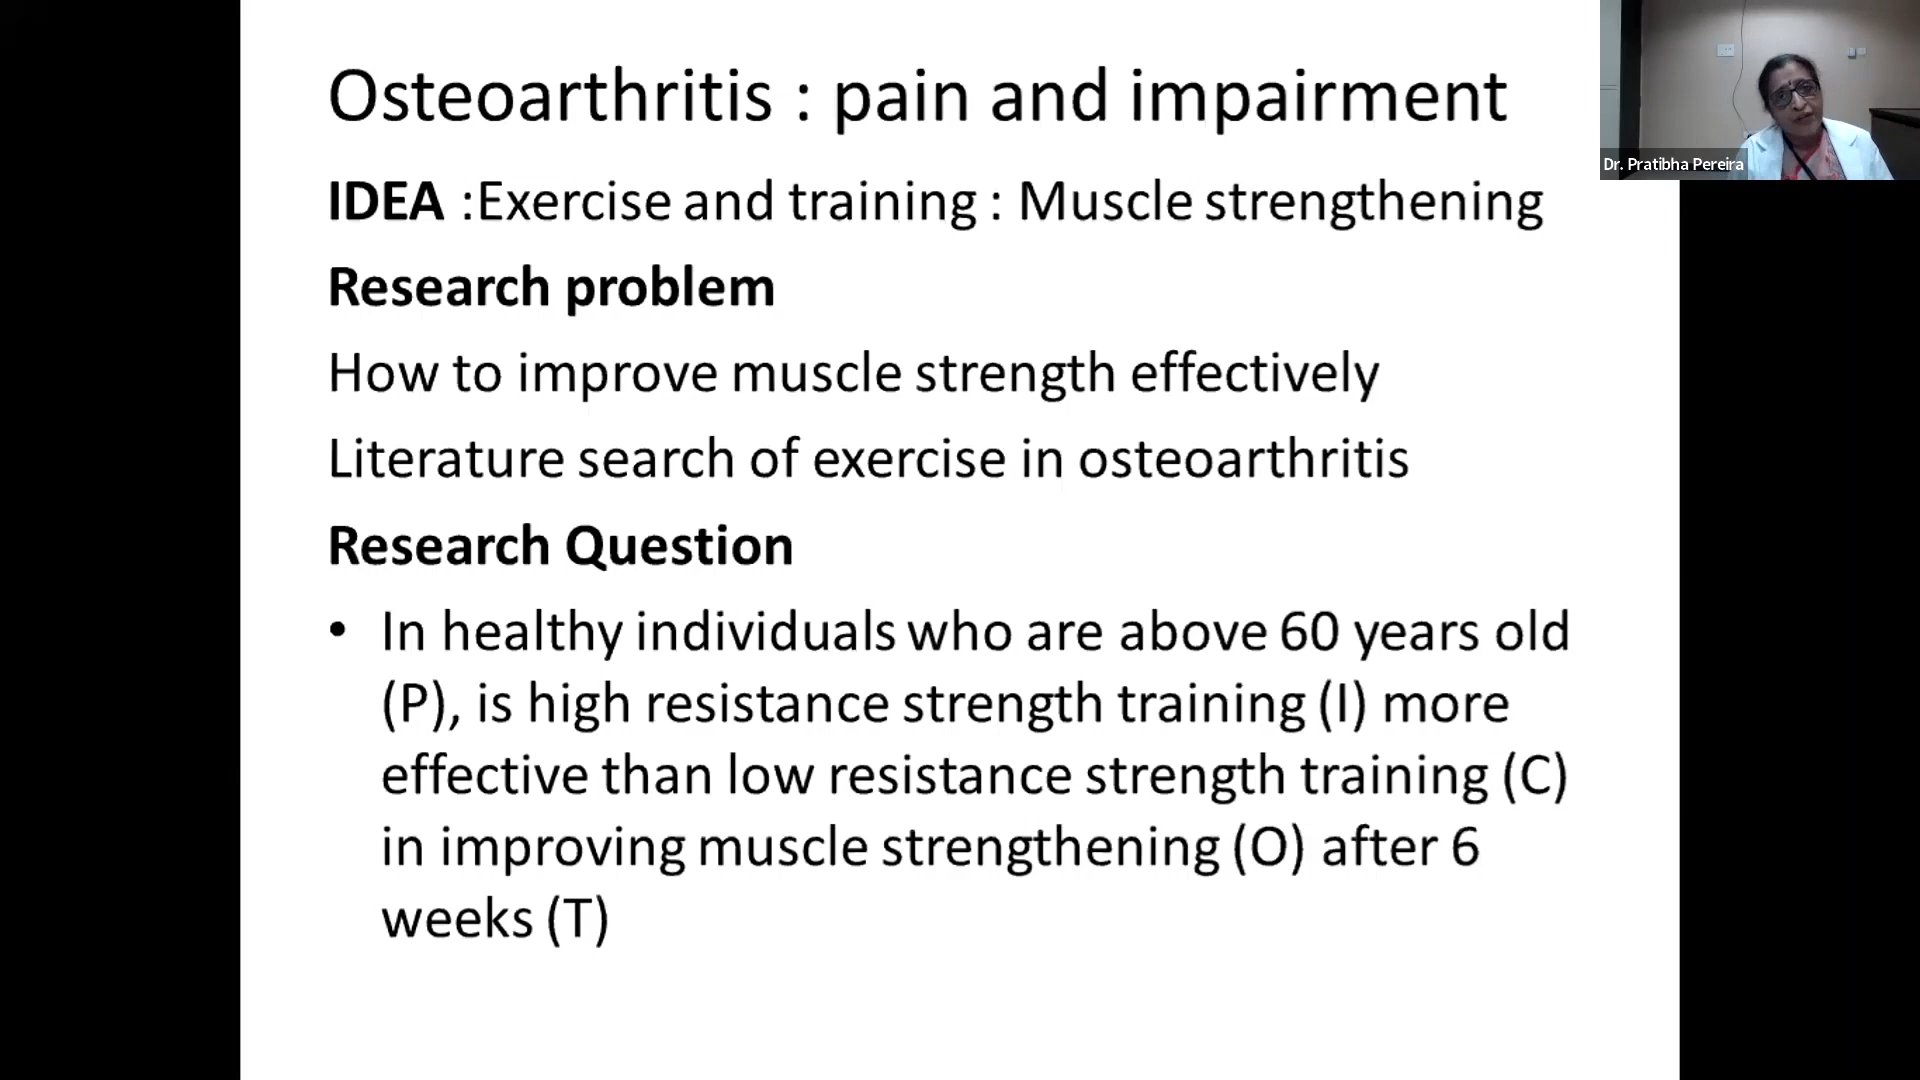 Osteoarthritis : pain and impairment
Dr. Pratibha Pereira
IDEA :Exercise and training : Muscle strengthening
Research problem
How to improve muscle strength effectively
Literature search of exercise in osteoarthritis
Research Question
• In healthy individuals who are above 60 years old
(P), is high resistance strength training (I) more
effective than low resistance strength training (C)
in improving muscle strengthening (O) after 6
weeks (T)